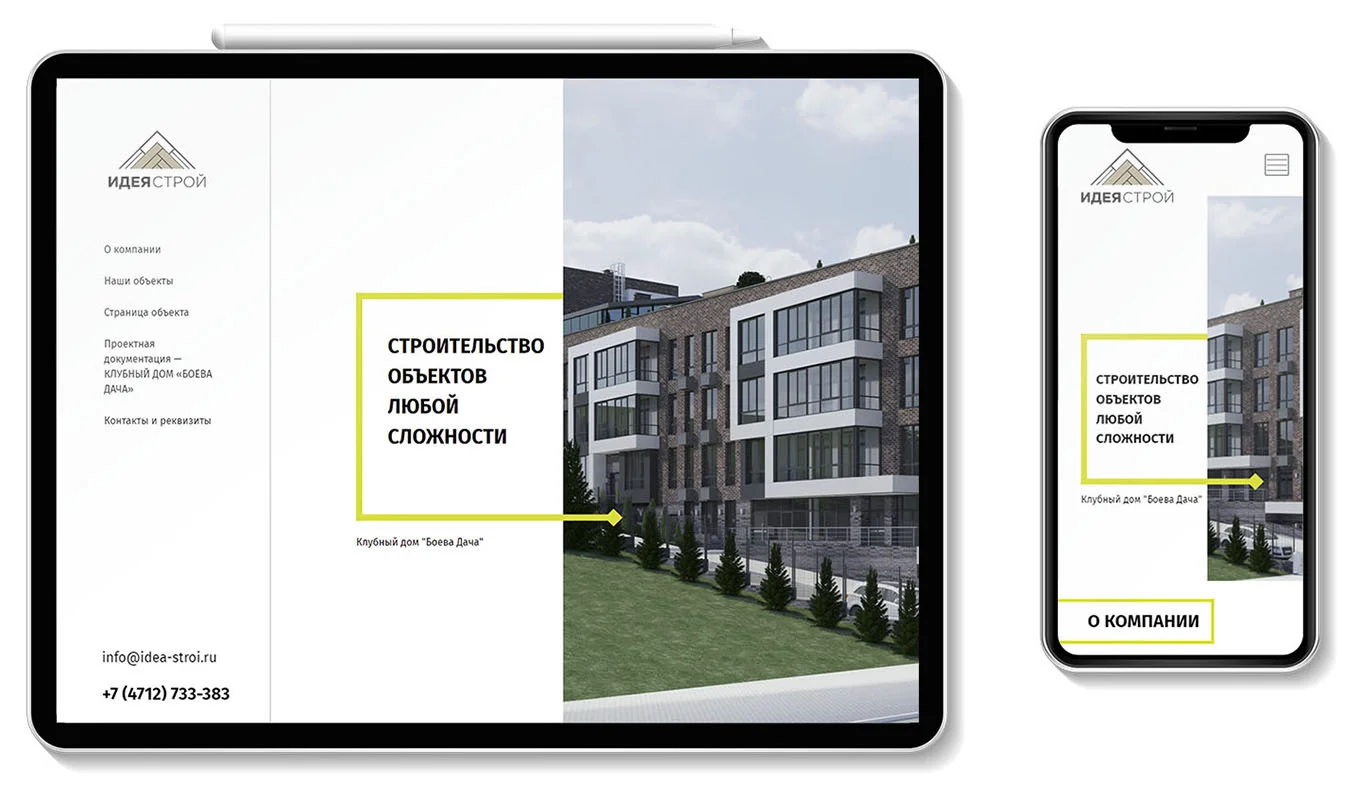 ИДЕЯСТРОЙ
О компании
Наши объекты
Страница объекта
Проектная
документация —
КЛУБНЫЙ ДОМ «БОЕВА
ДАЧА»
Контакты и реквизиты
info@idea-stroi.ru
+7 (4712) 733-383
СТРОИТЕЛЬСТВО
ОБЪЕКТОВ
ЛЮБОЙ
СЛОЖНОСТИ
Клубный дом "Боева Дача"
ИДЕЯСТРОЙ
СТРОИТЕЛЬСТВО
ОБЪЕКТОВ
ЛЮБОЙ
СЛОЖНОСТИ
Клубный дом "Боева Дача"
О КОМПАНИИ